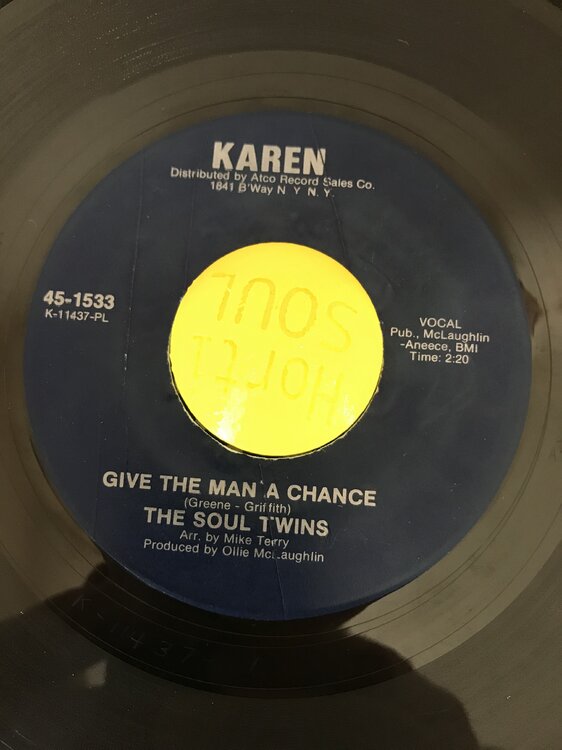 KAREN
Distributed by Atco Record Sales Co.
1841 B'Way N Y N.Y.
45-1533
K-11437-PL
VOCAL
Pub., McLaughlin
-Aneece, BMI
Time: 2:20
SOUL
GIVE THE MAN A CHANCE
(Greene - Griffith)
THE SOUL TWINS
Arr. by Mike Terry
Produced by Ollie McLaughlin
K-11437